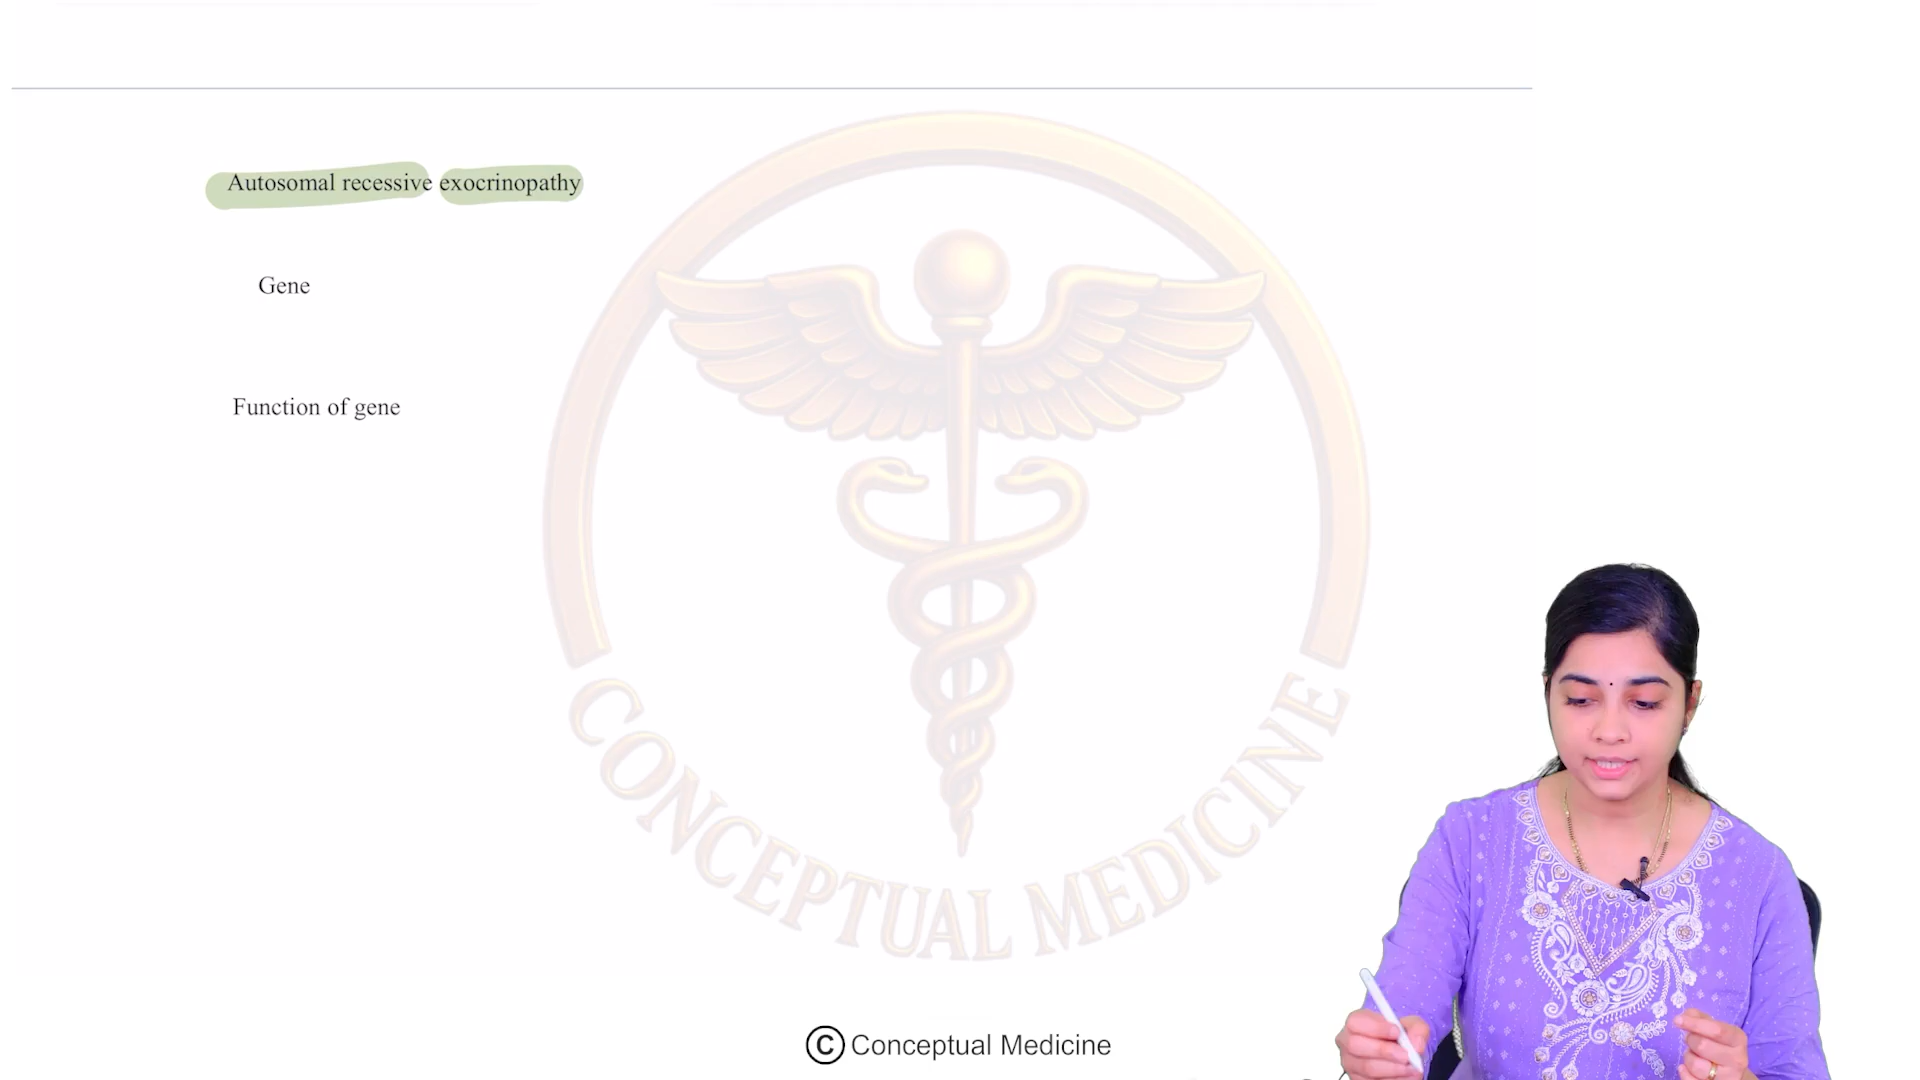 Autosomal recessive exocrinopathy
Gene
Function of gene
CONCEPTUAL MEDICINE
© Conceptual Medicine